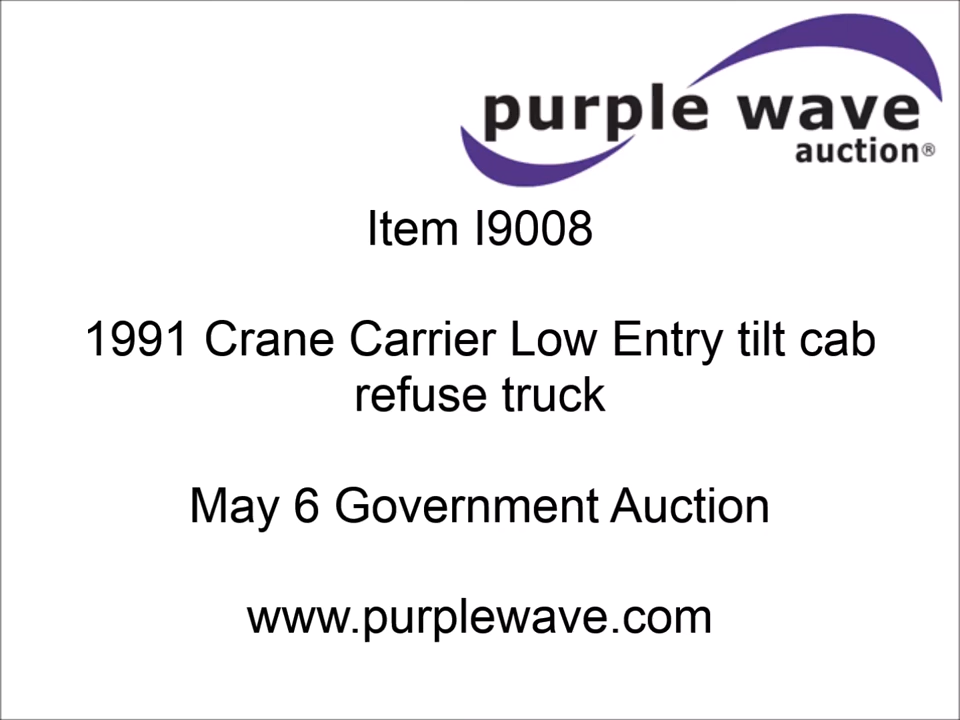 purple wave
auction®
Item I9008
1991 Crane Carrier Low Entry tilt cab
refuse truck
May 6 Government Auction
www.purplewave.com